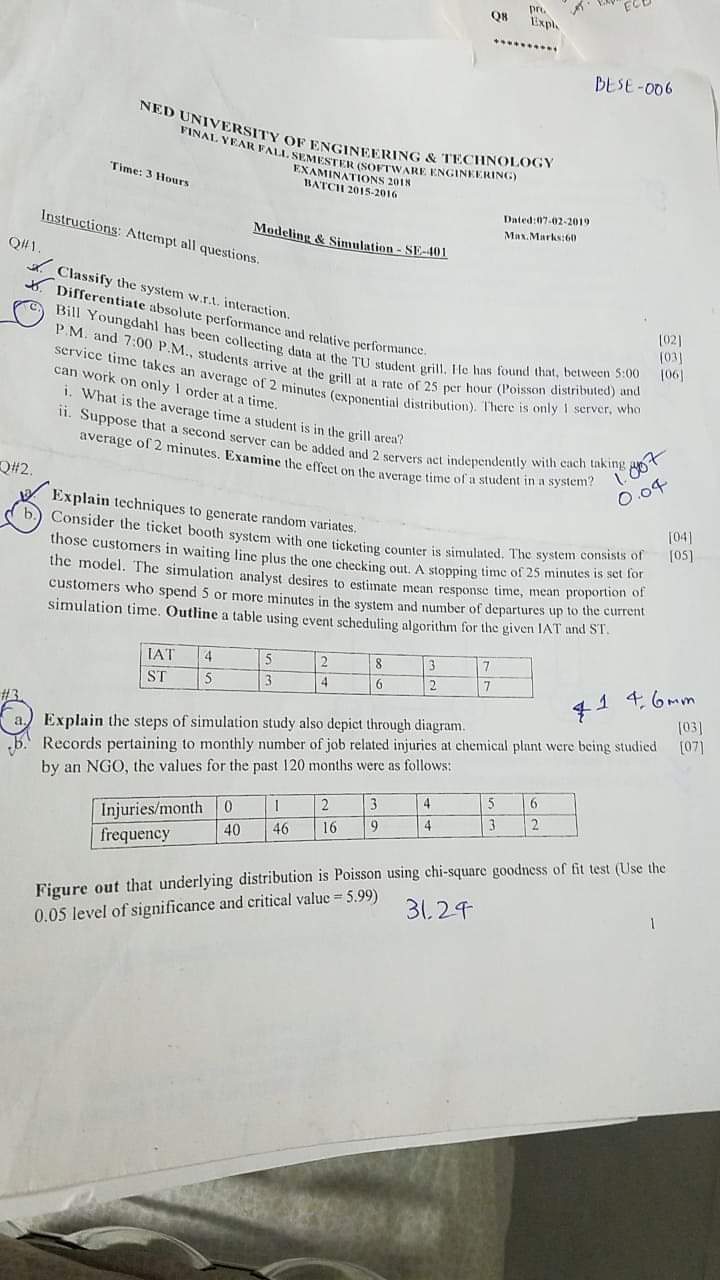 Q8
Expl
ECD
**********
BESE-006
NED UNIVERSITY OF ENGINEERING & TECHNOLOGY
FINAL YEAR FALL SEMESTER (SOFTWARE ENGINEERING)
EXAMINATIONS 2018
BATCH 2015-2016
Time: 3 Hours
Dated:07-02-2019
Max.Marks:60
Modeling & Simulation - SE-401
Instructions: Attempt all questions.
Q#1.
a. Classify the system w.r.t. interaction. [02]
b. Differentiate absolute performance and relative performance. [03]
c. Bill Youngdahl has been collecting data at the TU student grill. He has found that, between 5:00 [06]
P.M. and 7:00 P.M., students arrive at the grill at a rate of 25 per hour (Poisson distributed) and
service time takes an average of 2 minutes (exponential distribution). There is only 1 server, who
can work on only 1 order at a time.
i. What is the average time a student is in the grill area?
ii. Suppose that a second server can be added and 2 servers act independently with each taking an
average of 2 minutes. Examine the effect on the average time of a student in a system?
0.04
Q#2.
a. Explain techniques to generate random variates. [04]
b. Consider the ticket booth system with one ticketing counter is simulated. The system consists of [05]
those customers in waiting line plus the one checking out. A stopping time of 25 minutes is set for
the model. The simulation analyst desires to estimate mean response time, mean proportion of
customers who spend 5 or more minutes in the system and number of departures up to the current
simulation time. Outline a table using event scheduling algorithm for the given IAT and ST.
IAT 4 5 2 8 3 7
ST 5 3 4 6 2 7
4.6mm
#3
a. Explain the steps of simulation study also depict through diagram. [03]
b. Records pertaining to monthly number of job related injuries at chemical plant were being studied [07]
by an NGO, the values for the past 120 months were as follows:
Injuries/month 0 1 2 3 4 5 6
frequency 40 46 16 9 4 3 2
Figure out that underlying distribution is Poisson using chi-square goodness of fit test (Use the
0.05 level of significance and critical value = 5.99)
31.24
1